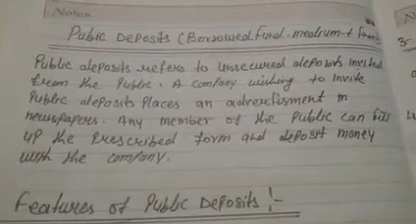 Notes
Public Deposits (Borrowed fund - medium-t finan
3-
Public deposits refers to unsecured deposits invited
from the Public. A company wishing to invite
Public deposits Places an advertisment in
newspapers. Any member of the Public can fill
up the Prescribed form and deposit money
with the company.
Features of Public Deposits !-